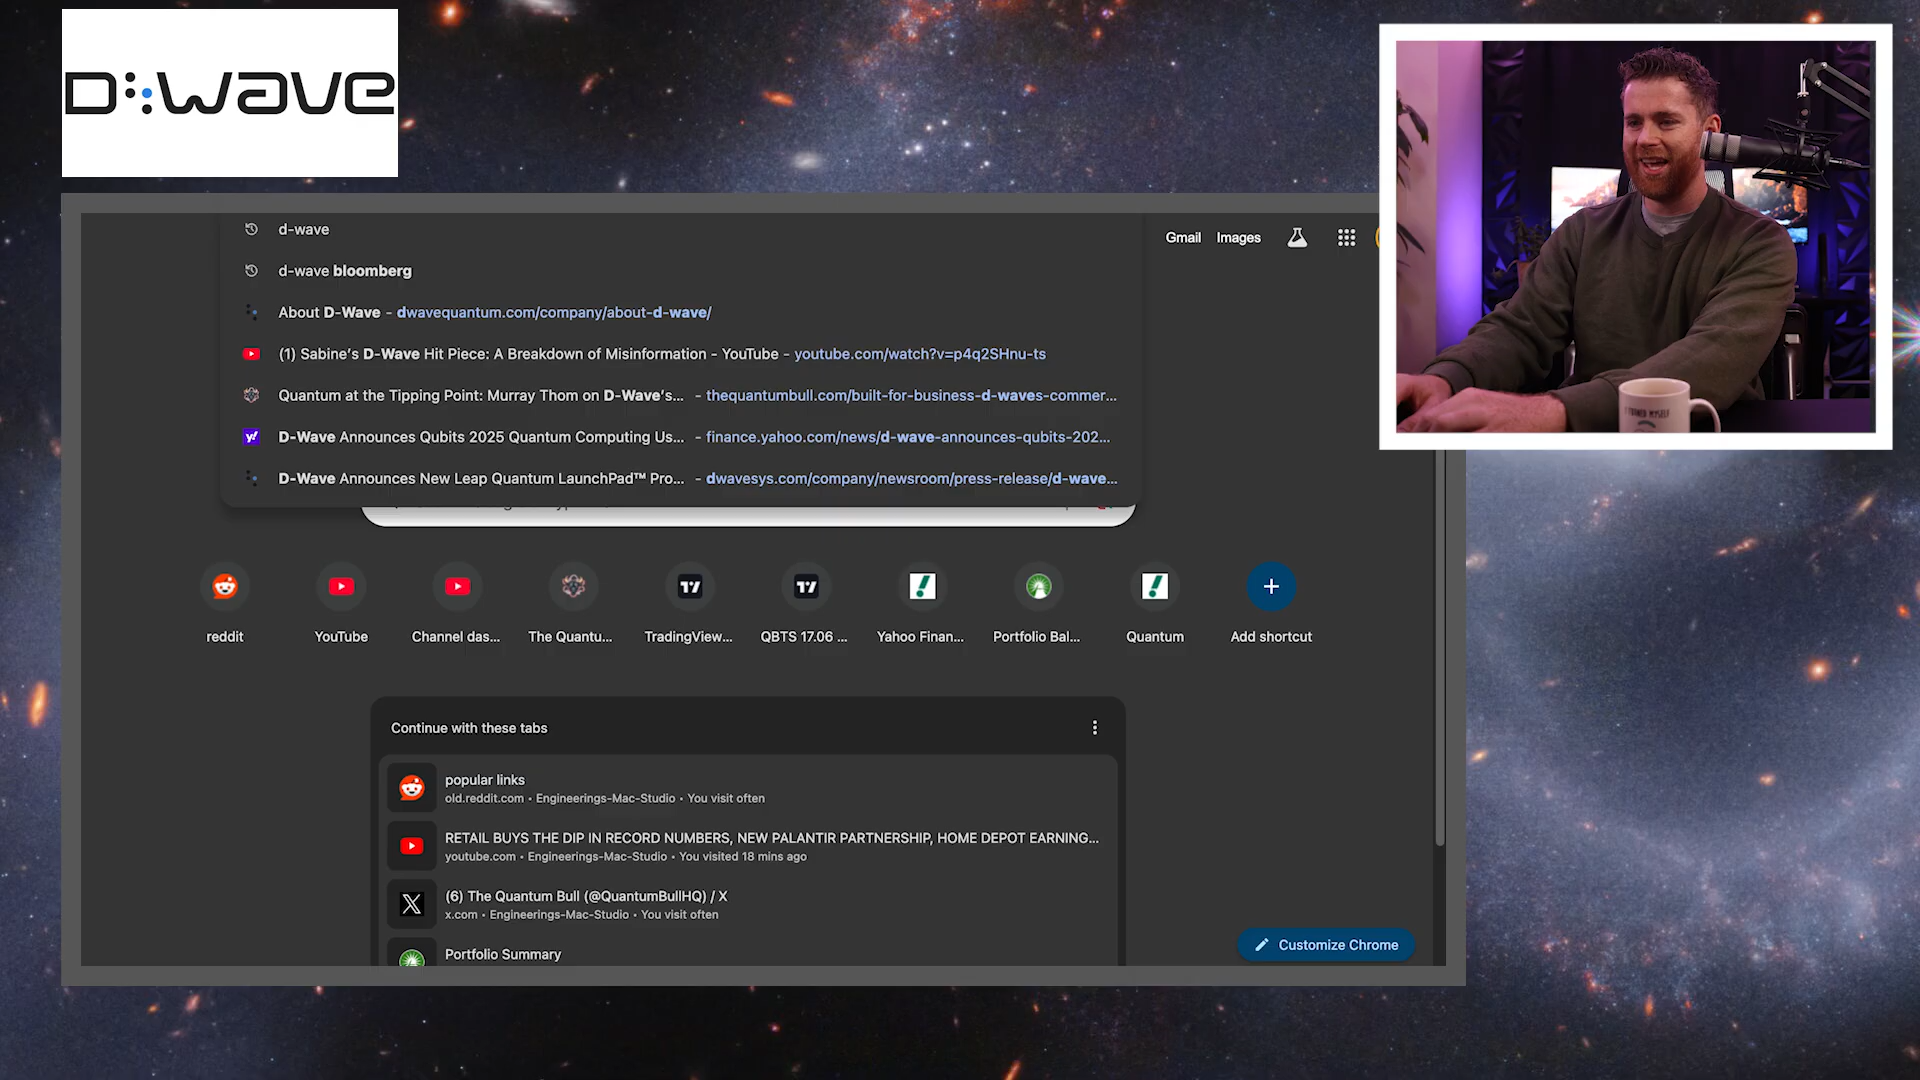 D::wave
d-wave
Gmail Images
d-wave bloomberg
About D-Wave - dwavequantum.com/company/about-d-wave/
(1) Sabine's D-Wave Hit Piece: A Breakdown of Misinformation - YouTube - youtube.com/watch?v=p4q2SHnu-ts
Quantum at the Tipping Point: Murray Thom on D-Wave's... - thequantumbull.com/built-for-business-d-waves-commer...
D-Wave Announces Qubits 2025 Quantum Computing Us... - finance.yahoo.com/news/d-wave-announces-qubits-202...
D-Wave Announces New Leap Quantum LaunchPad™ Pro... - dwavesys.com/company/newsroom/press-release/d-wave...
reddit
YouTube
Channel das...
The Quantu...
TradingView...
QBTS 17.06 ...
Yahoo Finan...
Portfolio Bal...
Quantum
Add shortcut
Continue with these tabs
popular links
old.reddit.com • Engineerings-Mac-Studio • You visit often
RETAIL BUYS THE DIP IN RECORD NUMBERS, NEW PALANTIR PARTNERSHIP, HOME DEPOT EARNING...
youtube.com • Engineerings-Mac-Studio • You visited 18 mins ago
(6) The Quantum Bull (@QuantumBullHQ) / X
x.com • Engineerings-Mac-Studio • You visit often
Portfolio Summary
Customize Chrome